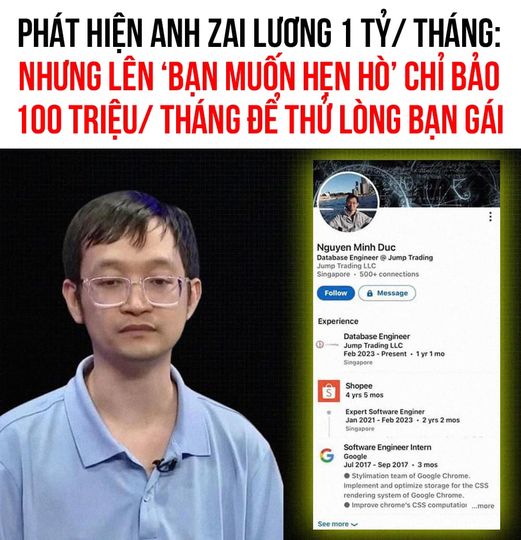 PHÁT HIỆN ANH ZAI LƯƠNG 1 TỶ/ THÁNG:
NHƯNG LÊN ‘BẠN MUỐN HẸN HÒ’ CHỈ BẢO
100 TRIỆU/ THÁNG ĐỂ THỬ LÒNG BẠN GÁI
Nguyen Minh Duc
Database Engineer @ Jump Trading
Jump Trading LLC
Singapore • 500+ connections
Follow
Message
Experience
Database Engineer
Jump Trading LLC
Feb 2023 - Present • 1 yr 1 mo
Singapore
Shopee
4 yrs 5 mos
Expert Software Enginer
Jan 2021 - Feb 2023 • 2 yrs 2 mos
Singapore
Software Engineer Intern
Google
Jul 2017 - Sep 2017 • 3 mos
● Stylimation team of Google Chrome.
Implement and optimize storage for the CSS
rendering system of Google Chrome.
● Improve chrome's CSS computation ...more
See more